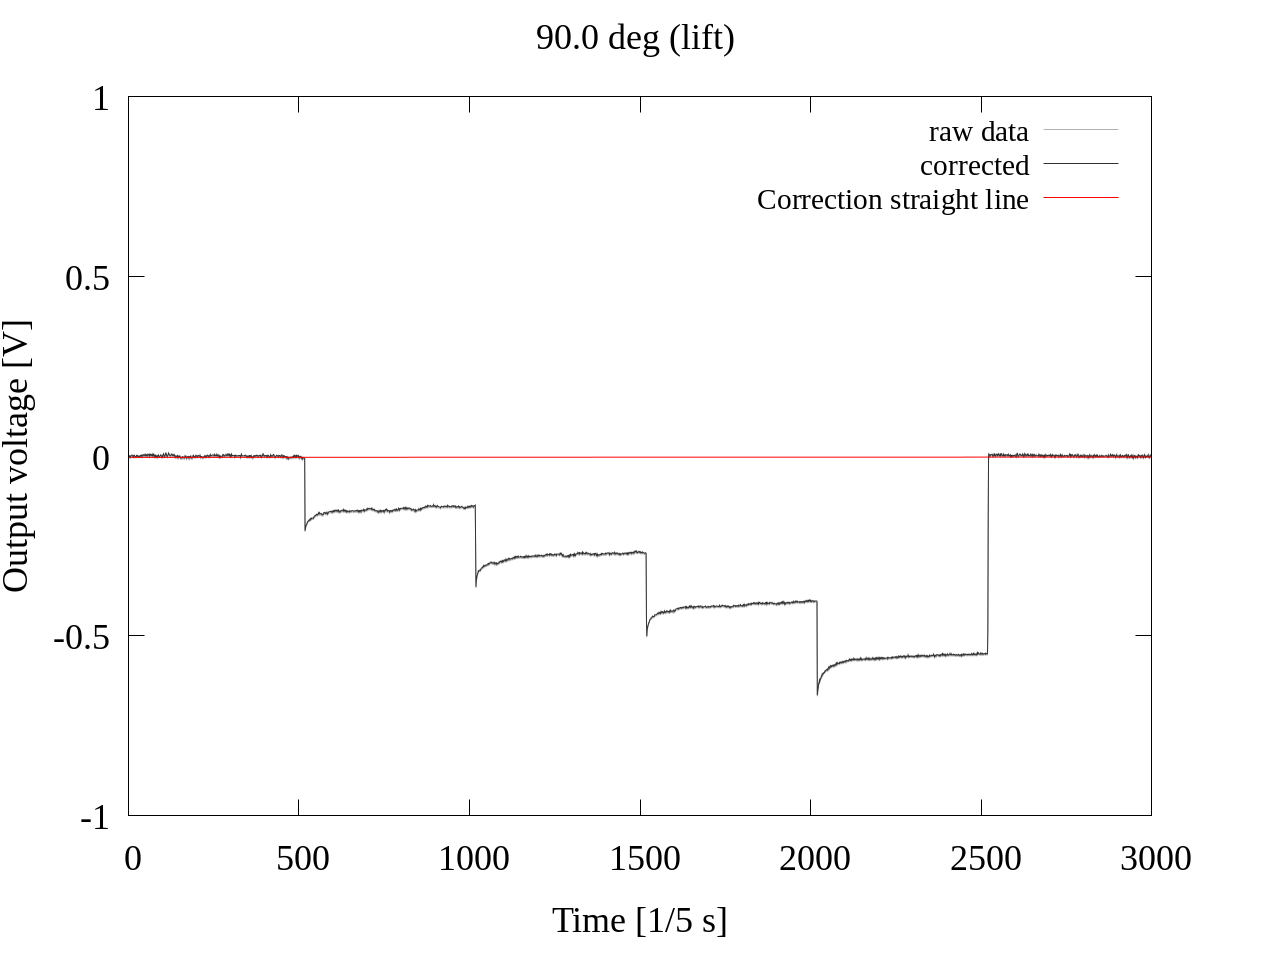 90.0 deg (lift)
1
raw data
corrected
Correction straight line
0.5
Output voltage [V]
0
-0.5
-1
0 500 1000 1500 2000 2500 3000
Time [1/5 s]